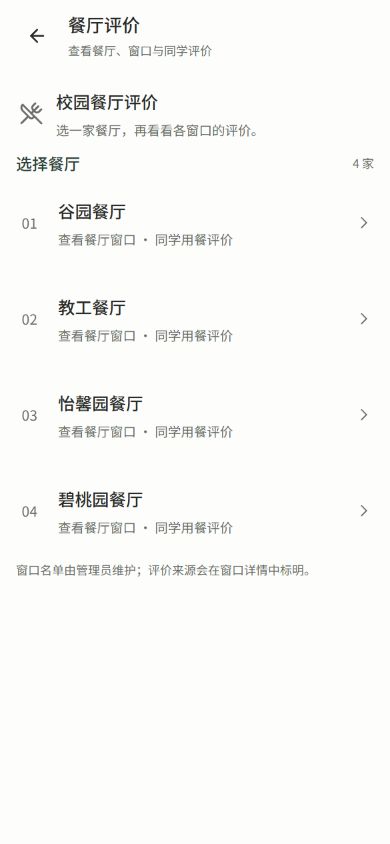 餐厅评价
查看餐厅、窗口与同学评价
校园餐厅评价
选一家餐厅，再看看各窗口的评价。
选择餐厅
4 家
01
谷园餐厅
查看餐厅窗口 · 同学用餐评价
02
教工餐厅
查看餐厅窗口 · 同学用餐评价
03
怡馨园餐厅
查看餐厅窗口 · 同学用餐评价
04
碧桃园餐厅
查看餐厅窗口 · 同学用餐评价
窗口名单由管理员维护；评价来源会在窗口详情中标明。